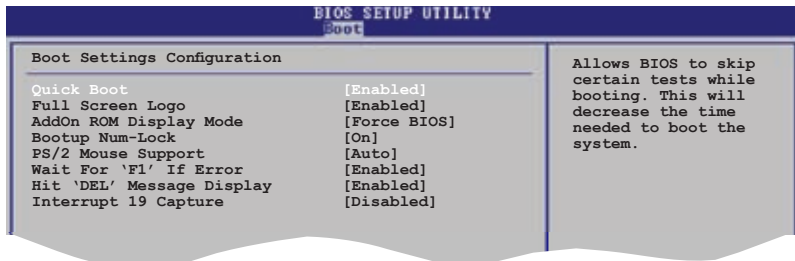 BIOS SETUP UTILITY
Boot
Boot Settings Configuration
Quick Boot [Enabled]
Full Screen Logo [Enabled]
AddOn ROM Display Mode [Force BIOS]
Bootup Num-Lock [On]
PS/2 Mouse Support [Auto]
Wait For ‘F1’ If Error [Enabled]
Hit ‘DEL’ Message Display [Enabled]
Interrupt 19 Capture [Disabled]
Allows BIOS to skip
certain tests while
booting. This will
decrease the time
needed to boot the
system.